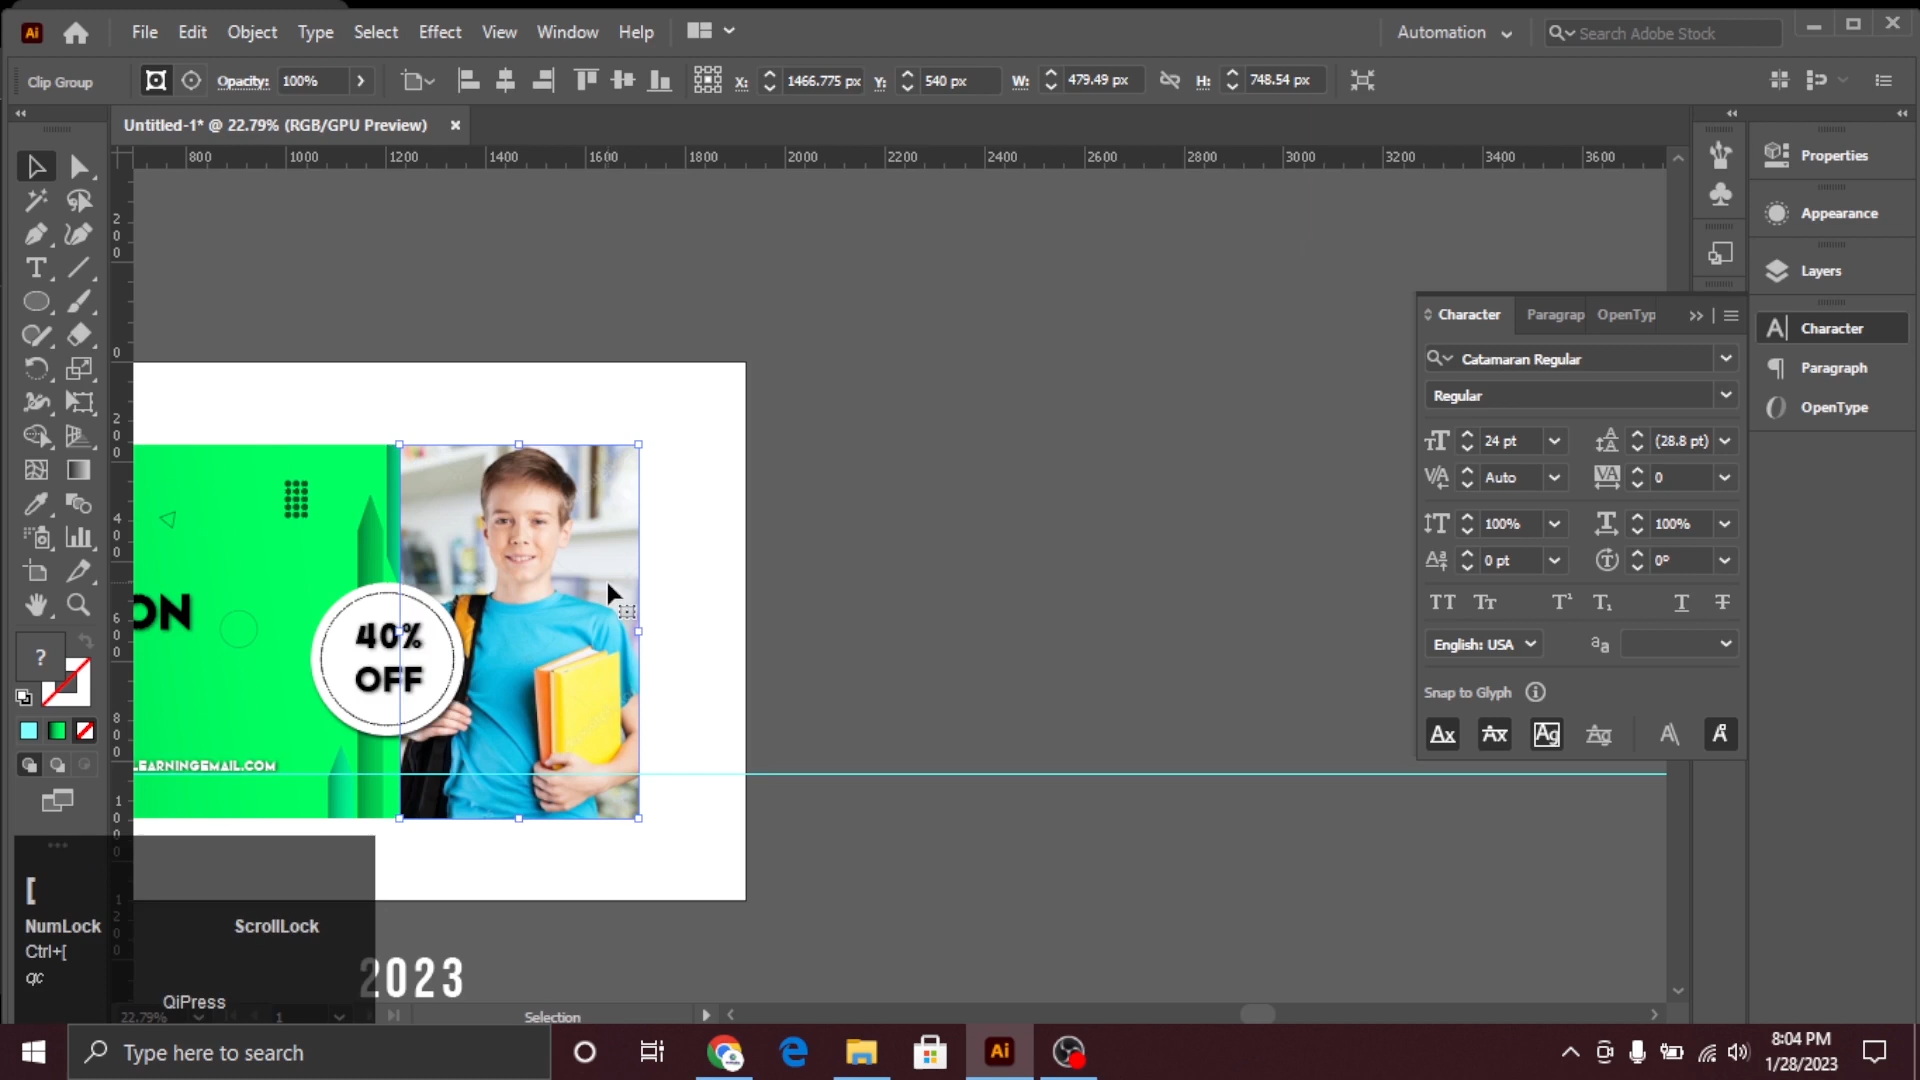 Ai File Edit Object Type Select Effect View Window Help Automation Search Adobe Stock
Clip Group Opacity: 100% X: 1466.775 px Y: 540 px W: 479.49 px H: 748.54 px
Untitled-1* @ 22.79% (RGB/GPU Preview)
800 1000 1200 1400 1600 1800 2000 2200 2400 2600 2800 3000 3200 3400 3600
Properties
Appearance
Layers
Character
Paragraph
OpenType
Character Paragrap OpenTyp
Catamaran Regular
Regular
24 pt (28.8 pt)
Auto 0
100% 100%
0 pt 0°
English: USA
Snap to Glyph
ON
40%
OFF
LEARNINGEMAIL.COM
[
NumLock ScrollLock
Ctrl+[
qc
QiPress
2023
22.79% 1 Selection
Type here to search
Ai
8:04 PM
1/28/2023